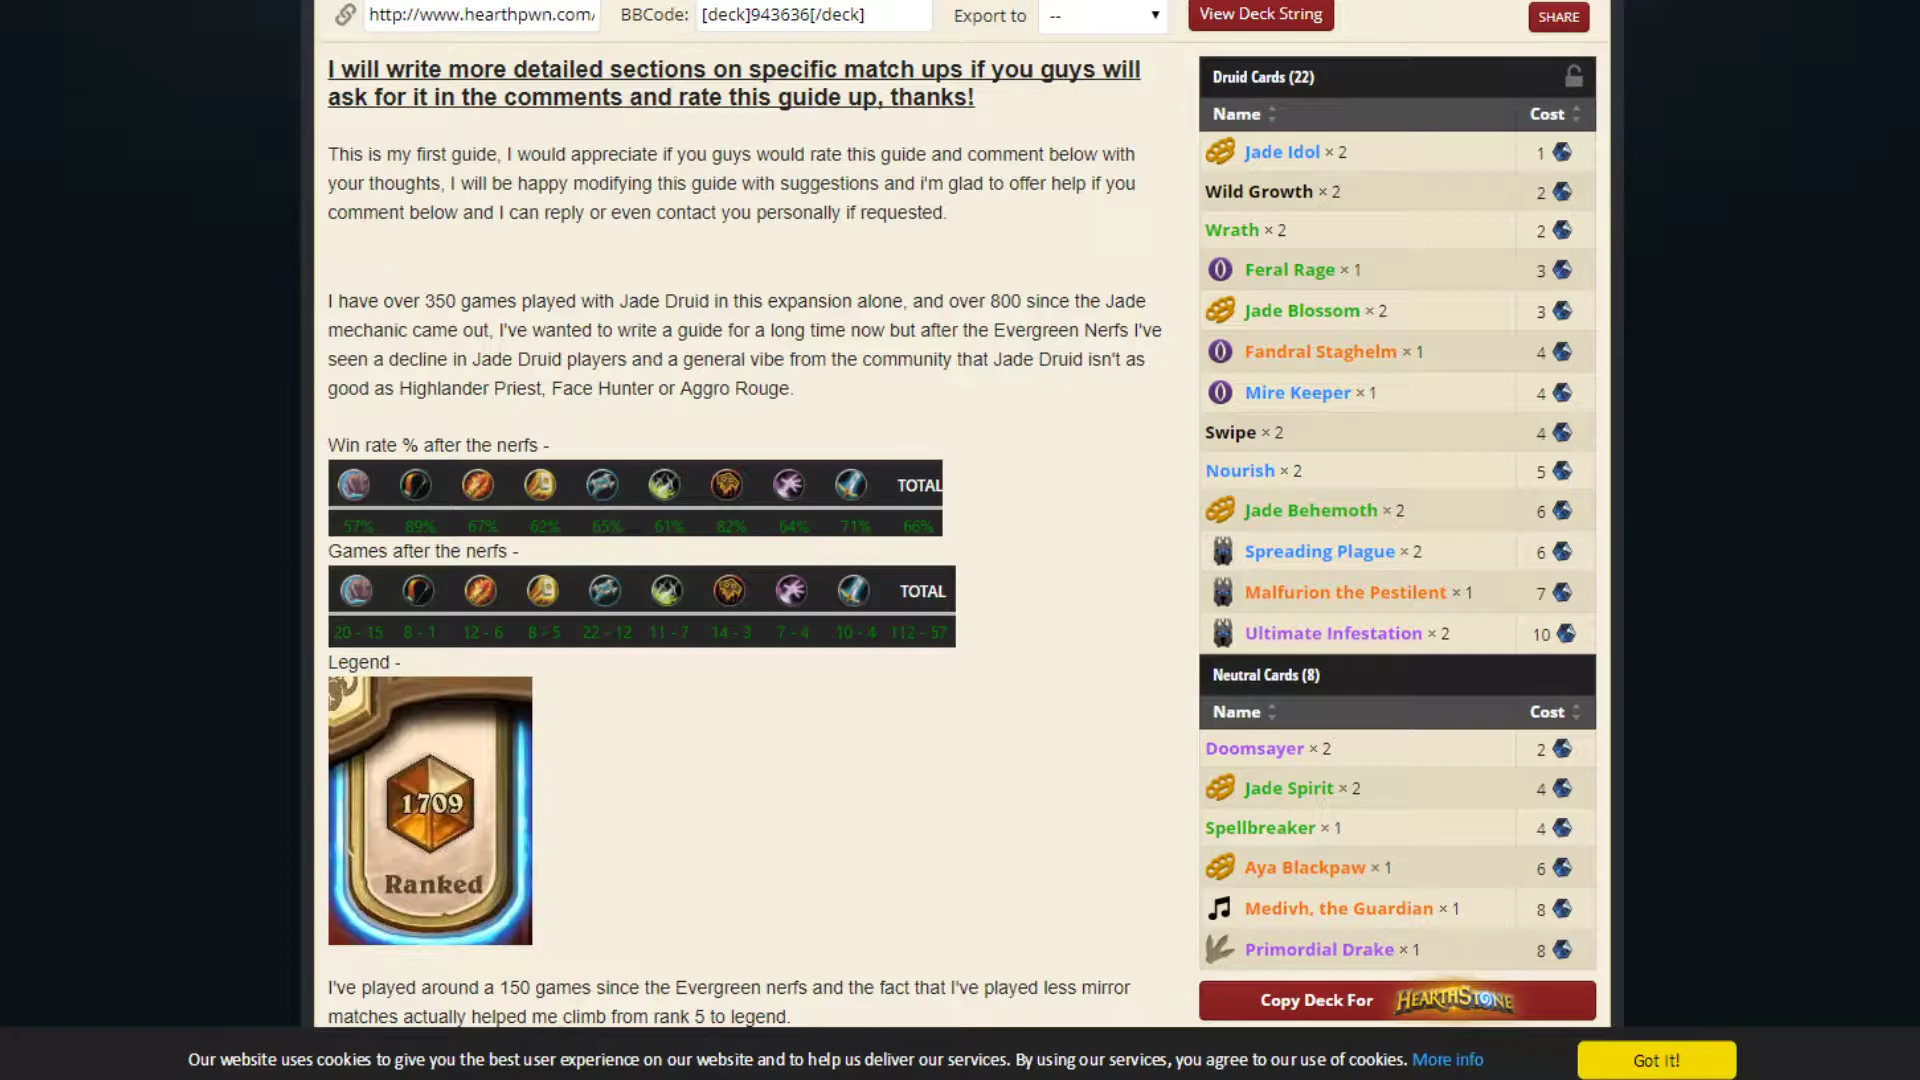 http://www.hearthpwn.com/ BBCode: [deck]943636[/deck] Export to -- View Deck String SHARE
I will write more detailed sections on specific match ups if you guys will
ask for it in the comments and rate this guide up, thanks!
This is my first guide, I would appreciate if you guys would rate this guide and comment below with
your thoughts, I will be happy modifying this guide with suggestions and i'm glad to offer help if you
comment below and I can reply or even contact you personally if requested.
I have over 350 games played with Jade Druid in this expansion alone, and over 800 since the Jade
mechanic came out, I've wanted to write a guide for a long time now but after the Evergreen Nerfs I've
seen a decline in Jade Druid players and a general vibe from the community that Jade Druid isn't as
good as Highlander Priest, Face Hunter or Aggro Rouge.
Win rate % after the nerfs -
TOTAL
57% 89% 67% 62% 65% 61% 82% 64% 71% 66%
Games after the nerfs -
TOTAL
20 - 15 8 - 1 12 - 6 8 - 5 22 - 12 11 - 7 14 - 3 7 - 4 10 - 4 112 - 57
Legend -
1709
Ranked
I've played around a 150 games since the Evergreen nerfs and the fact that I've played less mirror
matches actually helped me climb from rank 5 to legend.
Druid Cards (22)
Name Cost
Jade Idol × 2 1
Wild Growth × 2 2
Wrath × 2 2
Feral Rage × 1 3
Jade Blossom × 2 3
Fandral Staghelm × 1 4
Mire Keeper × 1 4
Swipe × 2 4
Nourish × 2 5
Jade Behemoth × 2 6
Spreading Plague × 2 6
Malfurion the Pestilent × 1 7
Ultimate Infestation × 2 10
Neutral Cards (8)
Name Cost
Doomsayer × 2 2
Jade Spirit × 2 4
Spellbreaker × 1 4
Aya Blackpaw × 1 6
Medivh, the Guardian × 1 8
Primordial Drake × 1 8
Copy Deck For HEARTHSTONE
Our website uses cookies to give you the best user experience on our website and to help us deliver our services. By using our services, you agree to our use of cookies. More info Got It!